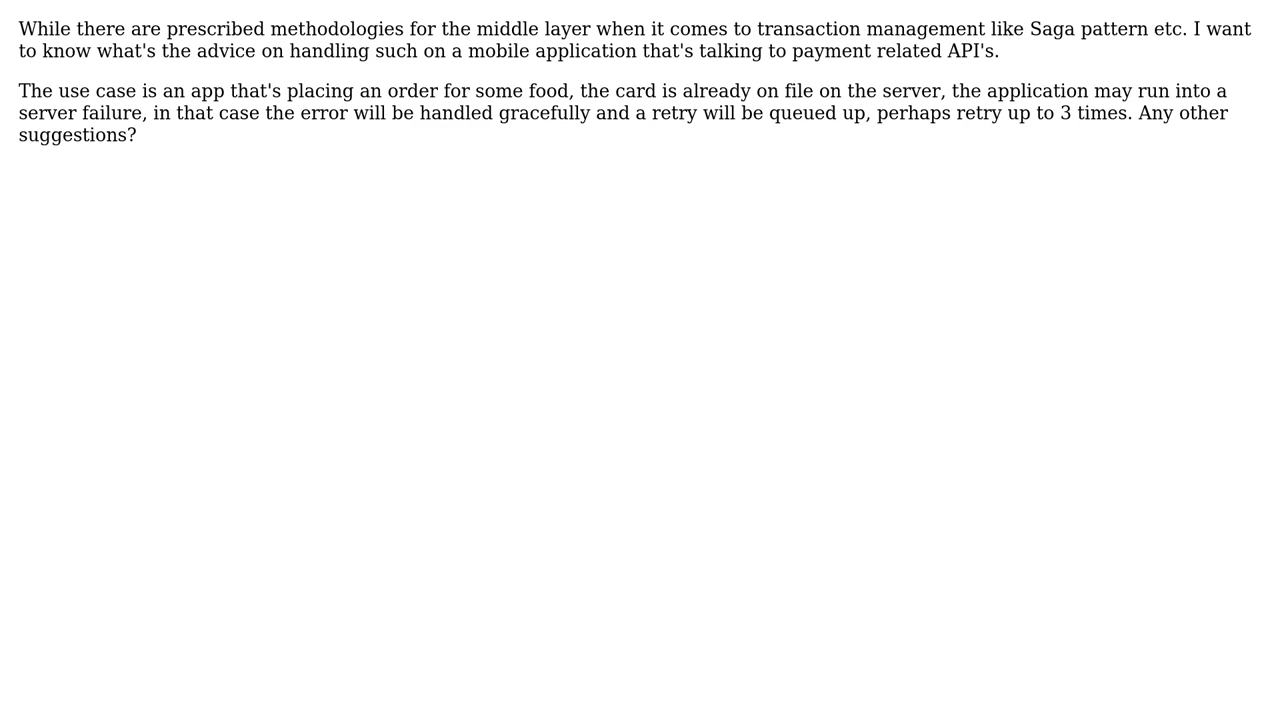 While there are prescribed methodologies for the middle layer when it comes to transaction management like Saga pattern etc. I want
to know what's the advice on handling such on a mobile application that's talking to payment related API's.
The use case is an app that's placing an order for some food, the card is already on file on the server, the application may run into a
server failure, in that case the error will be handled gracefully and a retry will be queued up, perhaps retry up to 3 times. Any other
suggestions?